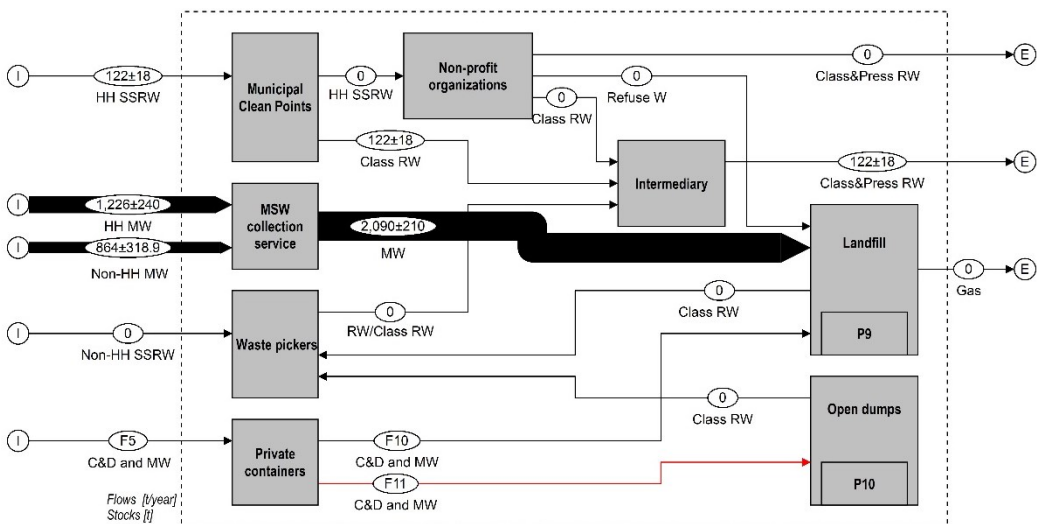 I
122±18
HH SSRW
Municipal
Clean Points
0
HH SSRW
Non-profit
organizations
0
Class&Press RW
E
0
Refuse W
0
Class RW
122±18
Class RW
Intermediary
122±18
Class&Press RW
E
I
1,226±240
HH MW
I
864±318.9
Non-HH MW
MSW
collection
service
2,090±210
MW
Landfill
P9
0
Gas
E
0
Class RW
I
0
Non-HH SSRW
Waste pickers
0
RW/Class RW
0
Class RW
Open dumps
P10
I
F5
C&D and MW
Private
containers
F10
C&D and MW
F11
C&D and MW
Flows [t/year]
Stocks [t]